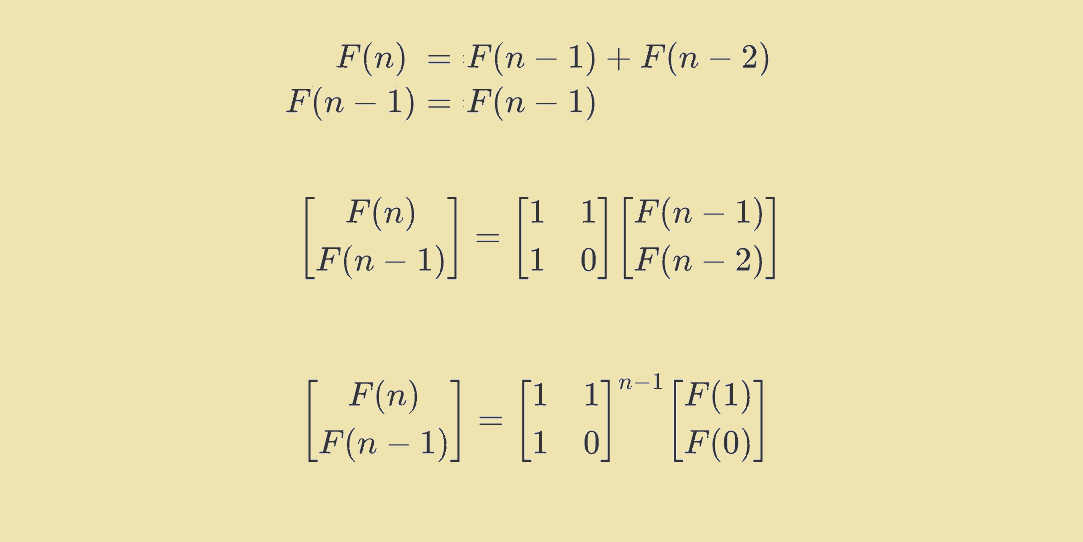 F(n) = F(n − 1) + F(n − 2)
F(n − 1) = F(n − 1)
[F(n); F(n − 1)] = [1 1; 1 0] [F(n − 1); F(n − 2)]
[F(n); F(n − 1)] = [1 1; 1 0]^{n−1} [F(1); F(0)]